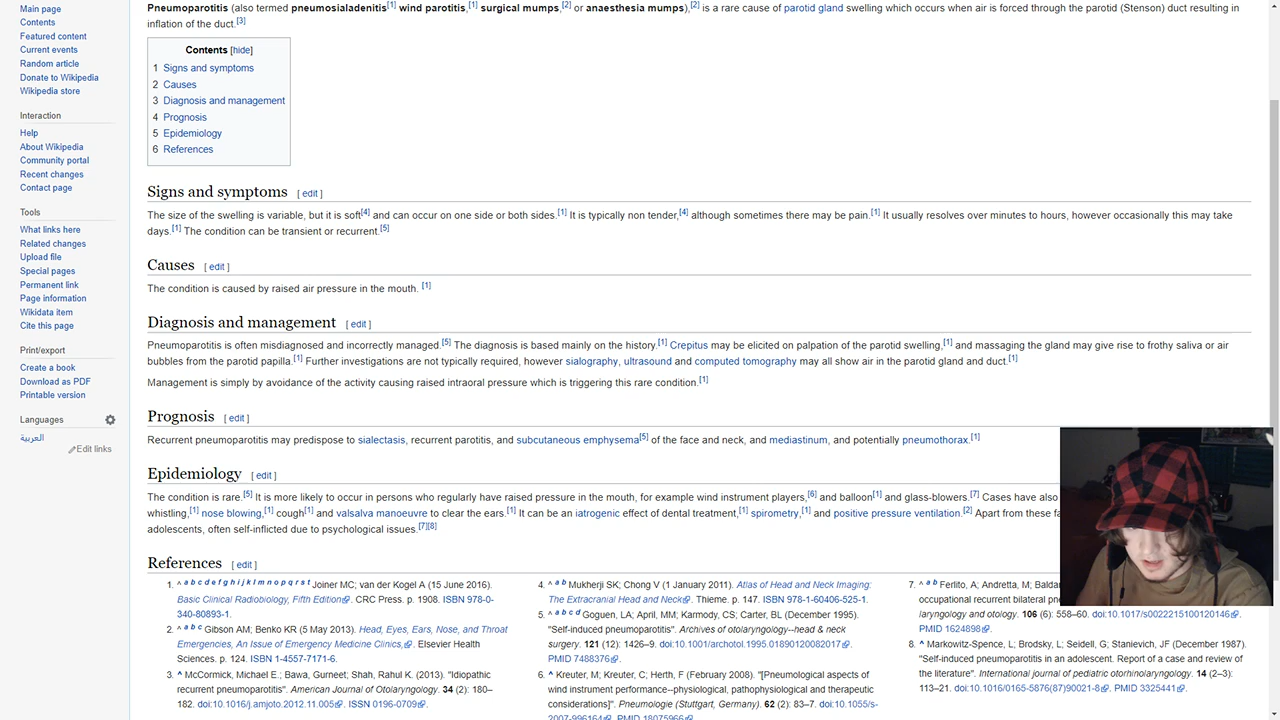 Main page
Contents
Featured content
Current events
Random article
Donate to Wikipedia
Wikipedia store
Interaction
Help
About Wikipedia
Community portal
Recent changes
Contact page
Tools
What links here
Related changes
Upload file
Special pages
Permanent link
Page information
Wikidata item
Cite this page
Print/export
Create a book
Download as PDF
Printable version
Languages
العربية
Edit links
Pneumoparotitis (also termed pneumosialadenitis[1] wind parotitis,[1] surgical mumps,[2] or anaesthesia mumps),[2] is a rare cause of parotid gland swelling which occurs when air is forced through the parotid (Stenson) duct resulting in
inflation of the duct.[3]
Contents [hide]
1 Signs and symptoms
2 Causes
3 Diagnosis and management
4 Prognosis
5 Epidemiology
6 References
Signs and symptoms [ edit ]
The size of the swelling is variable, but it is soft[4] and can occur on one side or both sides.[1] It is typically non tender,[4] although sometimes there may be pain.[1] It usually resolves over minutes to hours, however occasionally this may take
days.[1] The condition can be transient or recurrent.[5]
Causes [ edit ]
The condition is caused by raised air pressure in the mouth. [1]
Diagnosis and management [ edit ]
Pneumoparotitis is often misdiagnosed and incorrectly managed.[5] The diagnosis is based mainly on the history.[1] Crepitus may be elicited on palpation of the parotid swelling,[1] and massaging the gland may give rise to frothy saliva or air
bubbles from the parotid papilla.[1] Further investigations are not typically required, however sialography, ultrasound and computed tomography may all show air in the parotid gland and duct.[1]
Management is simply by avoidance of the activity causing raised intraoral pressure which is triggering this rare condition.[1]
Prognosis [ edit ]
Recurrent pneumoparotitis may predispose to sialectasis, recurrent parotitis, and subcutaneous emphysema[5] of the face and neck, and mediastinum, and potentially pneumothorax.[1]
Epidemiology [ edit ]
The condition is rare.[5] It is more likely to occur in persons who regularly have raised pressure in the mouth, for example wind instrument players,[6] and balloon[1] and glass-blowers.[7] Cases have also
whistling,[1] nose blowing,[1] cough[1] and valsalva manoeuvre to clear the ears.[1] It can be an iatrogenic effect of dental treatment,[1] spirometry,[1] and positive pressure ventilation.[2] Apart from these fa
adolescents, often self-inflicted due to psychological issues.[7][8]
References [ edit ]
1. ^ a b c d e f g h i j k l m n o p q r s t Joiner MC; van der Kogel A (15 June 2016).
Basic Clinical Radiobiology, Fifth Edition. CRC Press. p. 1908. ISBN 978-0-
340-80893-1.
2. ^ a b c Gibson AM; Benko KR (5 May 2013). Head, Eyes, Ears, Nose, and Throat
Emergencies, An Issue of Emergency Medicine Clinics,. Elsevier Health
Sciences. p. 124. ISBN 1-4557-7171-6.
3. ^ McCormick, Michael E.; Bawa, Gurneet; Shah, Rahul K. (2013). "Idiopathic
recurrent pneumoparotitis". American Journal of Otolaryngology. 34 (2): 180–
182. doi:10.1016/j.amjoto.2012.11.005. ISSN 0196-0709.
4. ^ a b Mukherji SK; Chong V (1 January 2011). Atlas of Head and Neck Imaging:
The Extracranial Head and Neck. Thieme. p. 147. ISBN 978-1-60406-525-1.
5. ^ a b c d Goguen, LA; April, MM; Karmody, CS; Carter, BL (December 1995).
"Self-induced pneumoparotitis". Archives of otolaryngology--head & neck
surgery. 121 (12): 1426–9. doi:10.1001/archotol.1995.01890120082017.
PMID 7488376.
6. ^ Kreuter, M; Kreuter, C; Herth, F (February 2008). "[Pneumological aspects of
wind instrument performance--physiological, pathophysiological and therapeutic
considerations]". Pneumologie (Stuttgart, Germany). 62 (2): 83–7. doi:10.1055/s-
2007-996164. PMID 18075966.
7. ^ a b Ferlito, A; Andretta, M; Baldan
occupational recurrent bilateral pne
laryngology and otology. 106 (6): 558–60. doi:10.1017/s0022215100120146.
PMID 1624898.
8. ^ Markowitz-Spence, L; Brodsky, L; Seidell, G; Stanievich, JF (December 1987).
"Self-induced pneumoparotitis in an adolescent. Report of a case and review of
the literature". International journal of pediatric otorhinolaryngology. 14 (2–3):
113–21. doi:10.1016/0165-5876(87)90021-8. PMID 3325441.